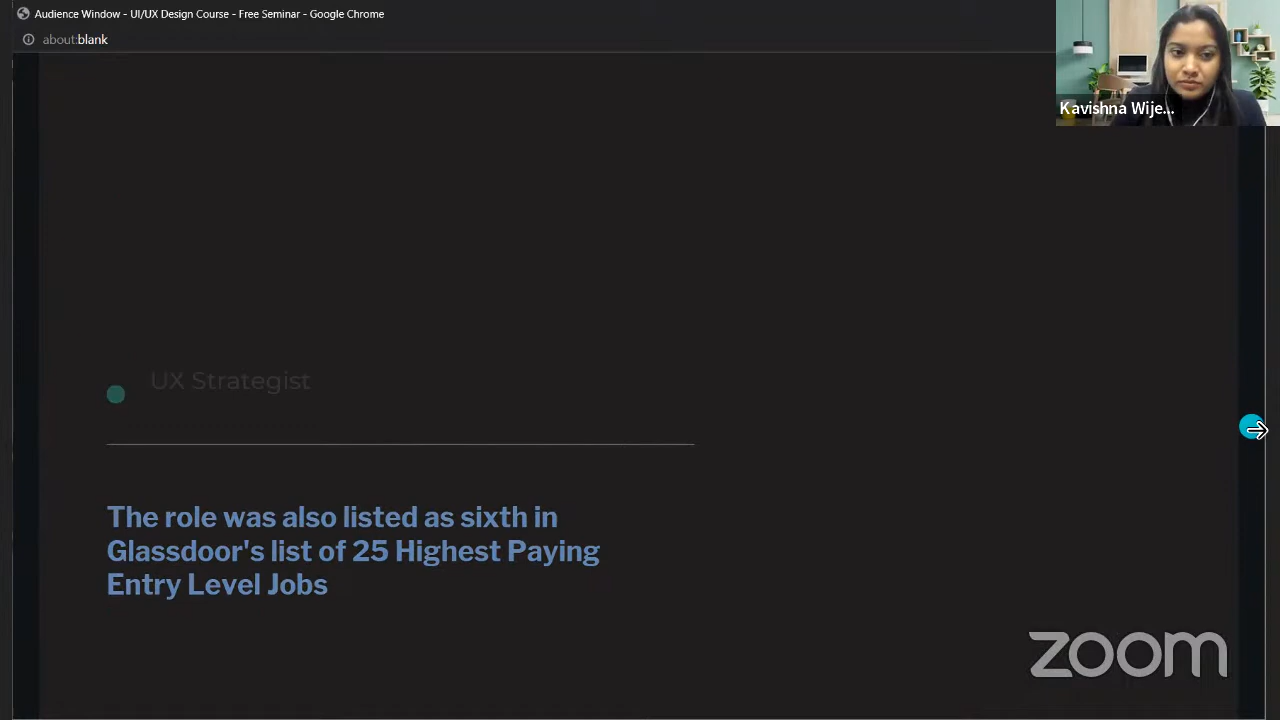 Audience Window - UI/UX Design Course - Free Seminar - Google Chrome
about:blank
Kavishna Wije...
UX Strategist
The role was also listed as sixth in
Glassdoor's list of 25 Highest Paying
Entry Level Jobs
zoom